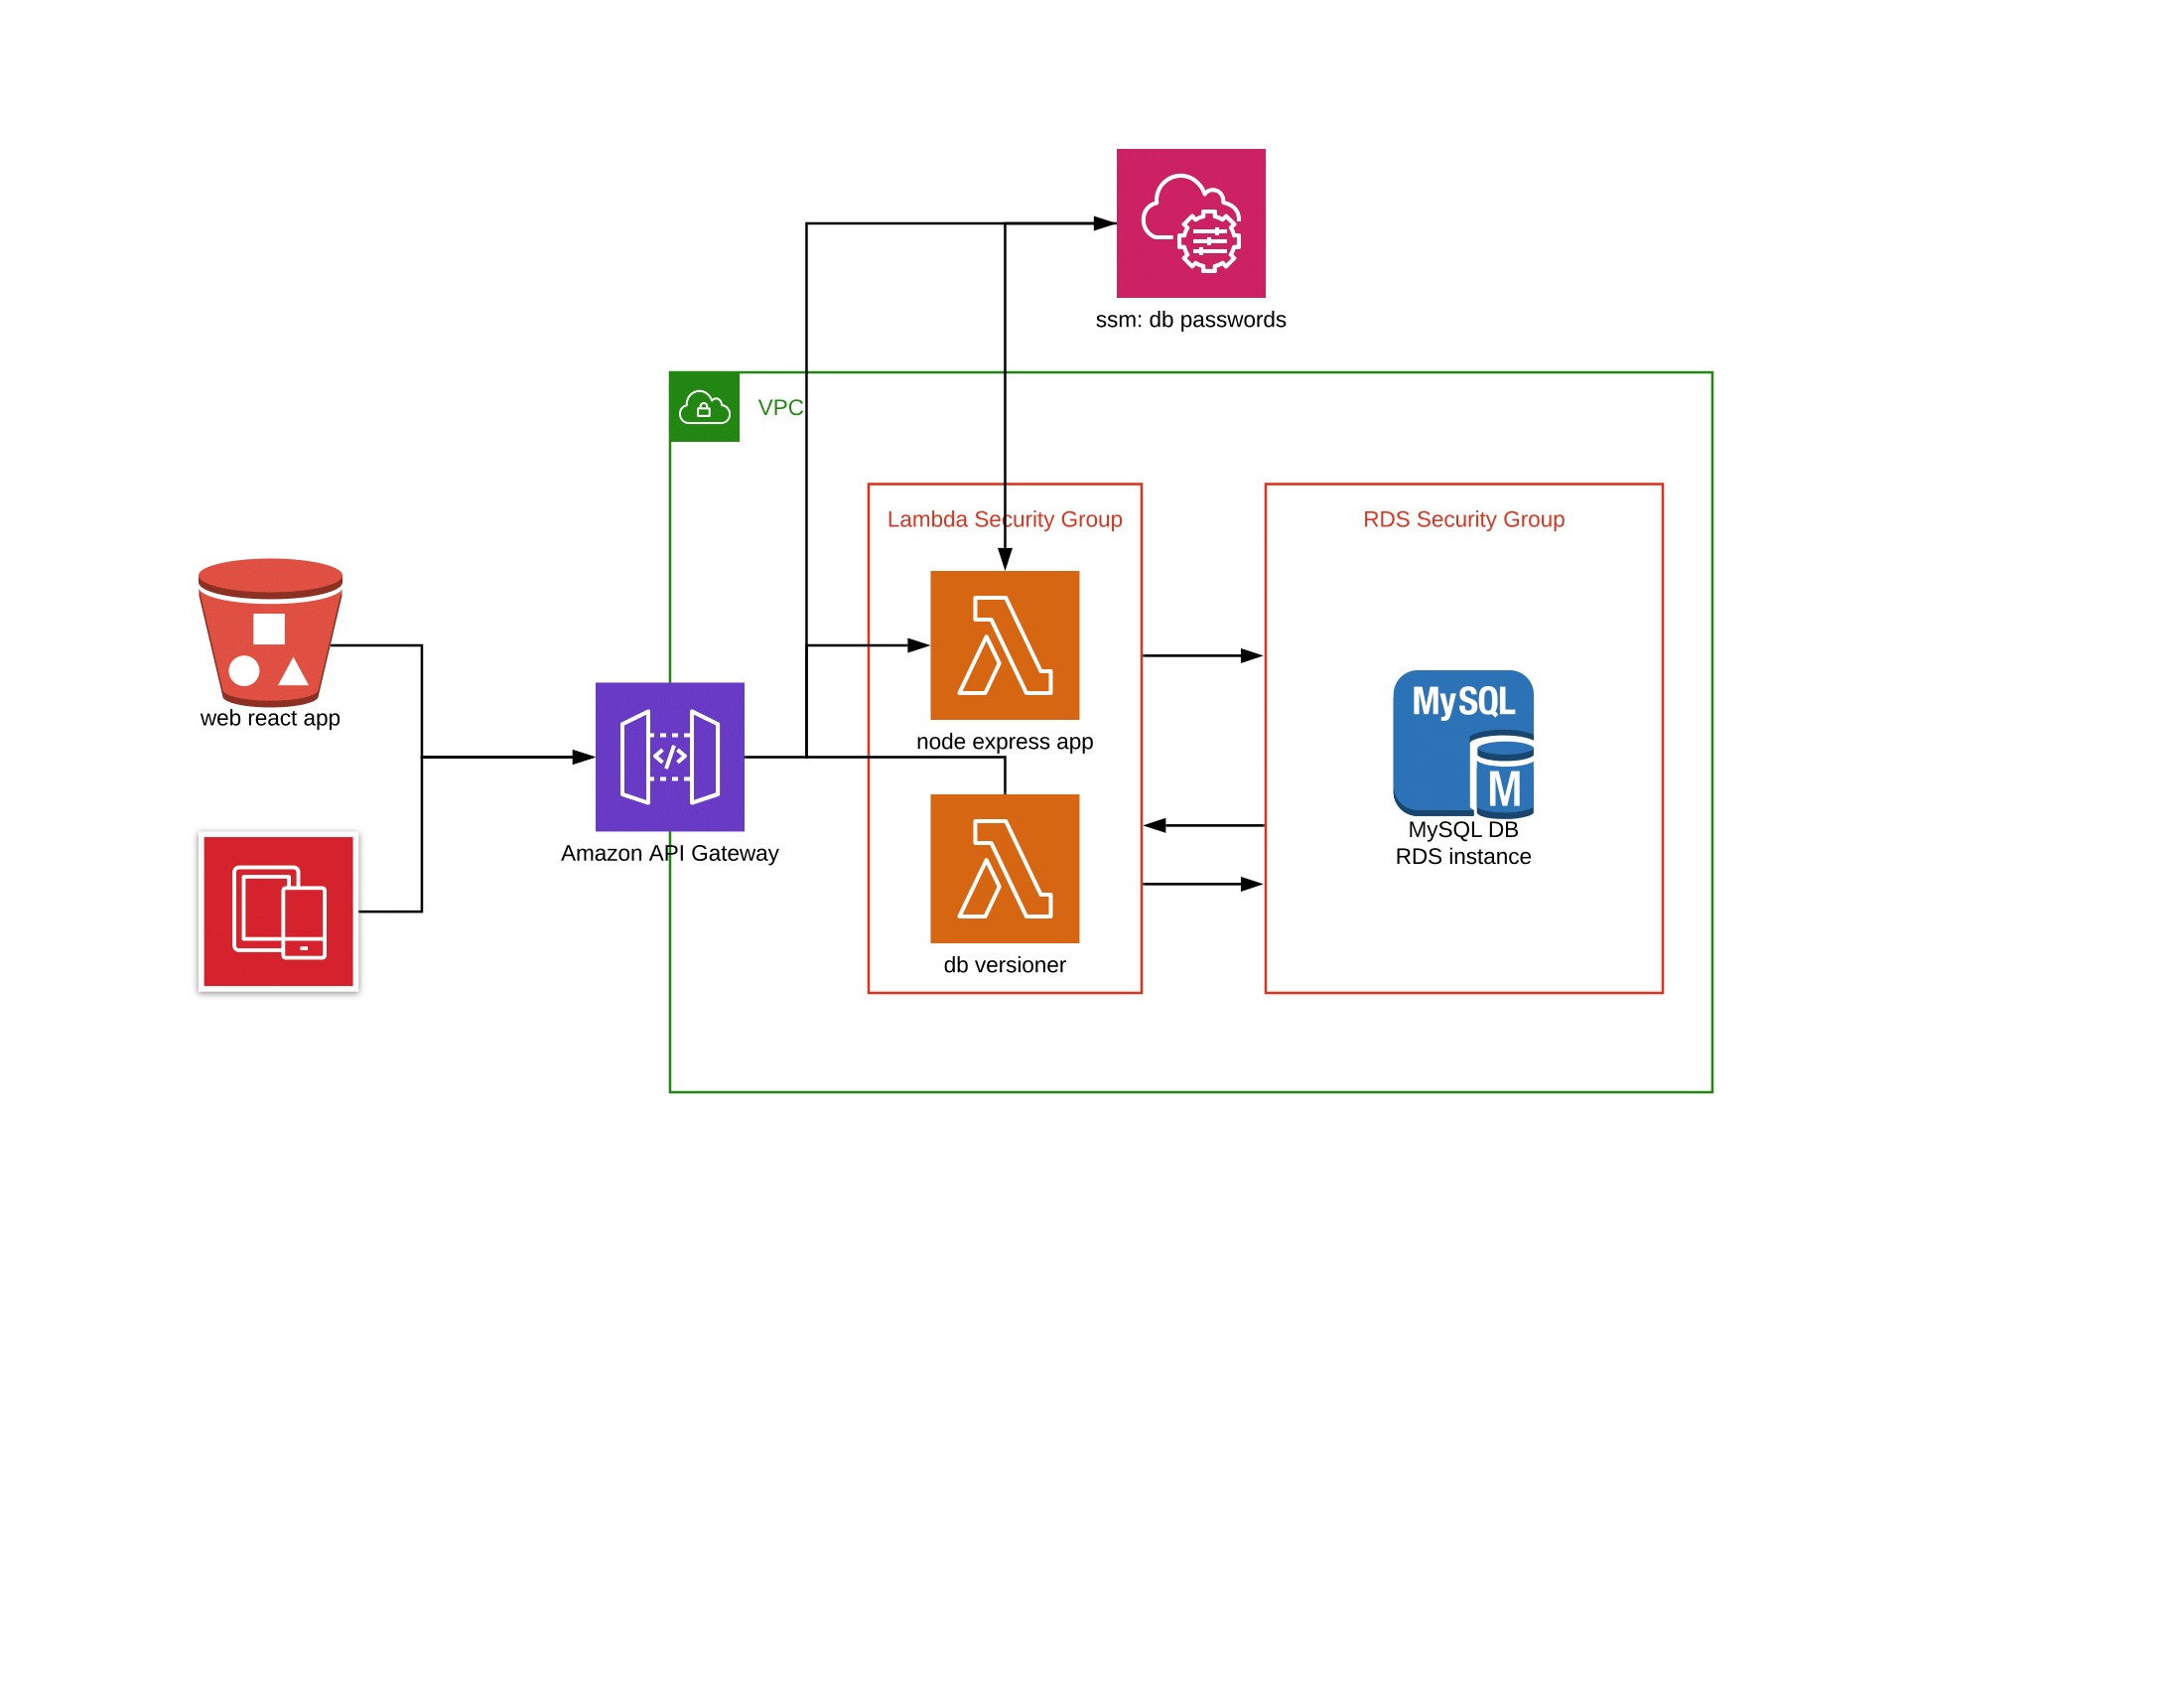 ssm: db passwords
VPC
Lambda Security Group
RDS Security Group
web react app
node express app
MySQL
M
Amazon API Gateway
MySQL DB
RDS instance
db versioner